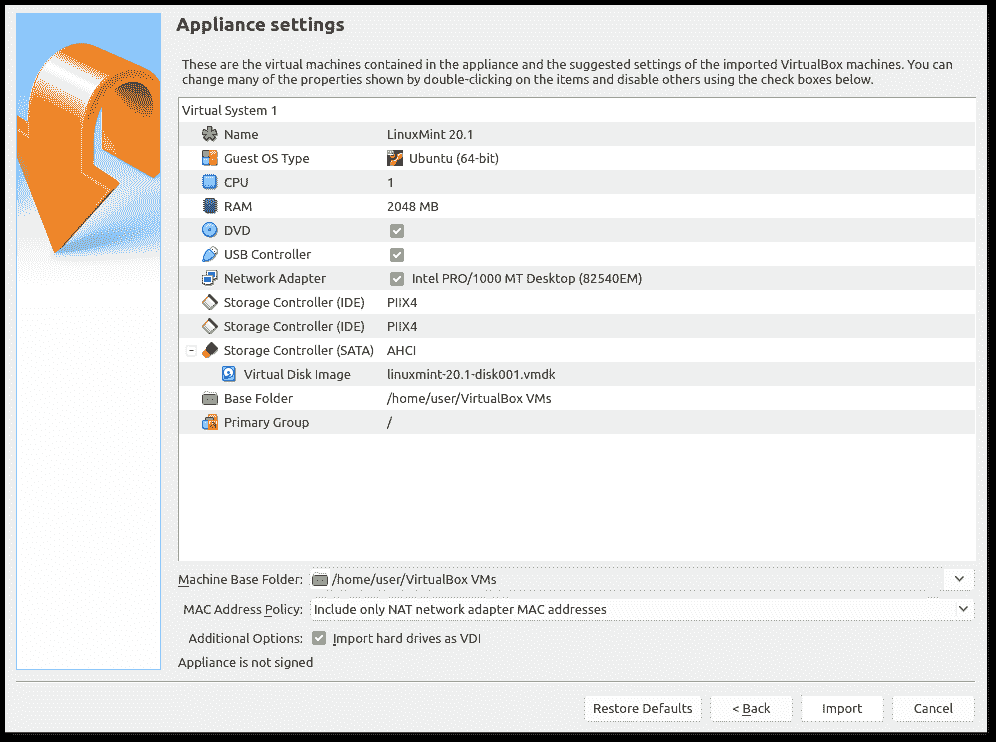 Appliance settings
These are the virtual machines contained in the appliance and the suggested settings of the imported VirtualBox machines. You can
change many of the properties shown by double-clicking on the items and disable others using the check boxes below.
Virtual System 1
Name LinuxMint 20.1
Guest OS Type Ubuntu (64-bit)
CPU 1
RAM 2048 MB
DVD
USB Controller
Network Adapter Intel PRO/1000 MT Desktop (82540EM)
Storage Controller (IDE) PIIX4
Storage Controller (IDE) PIIX4
Storage Controller (SATA) AHCI
Virtual Disk Image linuxmint-20.1-disk001.vmdk
Base Folder /home/user/VirtualBox VMs
Primary Group /
Machine Base Folder: /home/user/VirtualBox VMs
MAC Address Policy: Include only NAT network adapter MAC addresses
Additional Options: Import hard drives as VDI
Appliance is not signed
Restore Defaults < Back Import Cancel